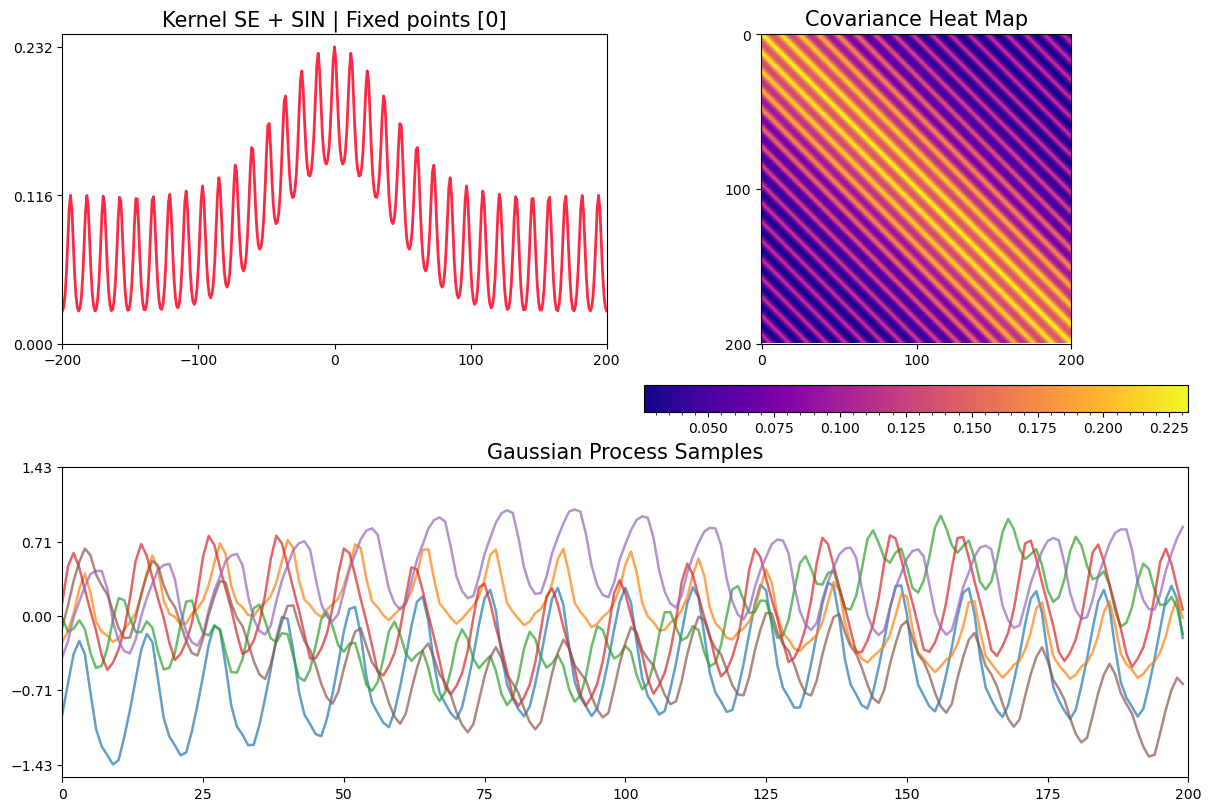 Kernel SE + SIN | Fixed points [0]
0.232
0.116
0.000
−200 −100 0 100 200
Covariance Heat Map
0
100
200
0 100 200
0.050 0.075 0.100 0.125 0.150 0.175 0.200 0.225
Gaussian Process Samples
1.43
0.71
0.00
−0.71
−1.43
0 25 50 75 100 125 150 175 200